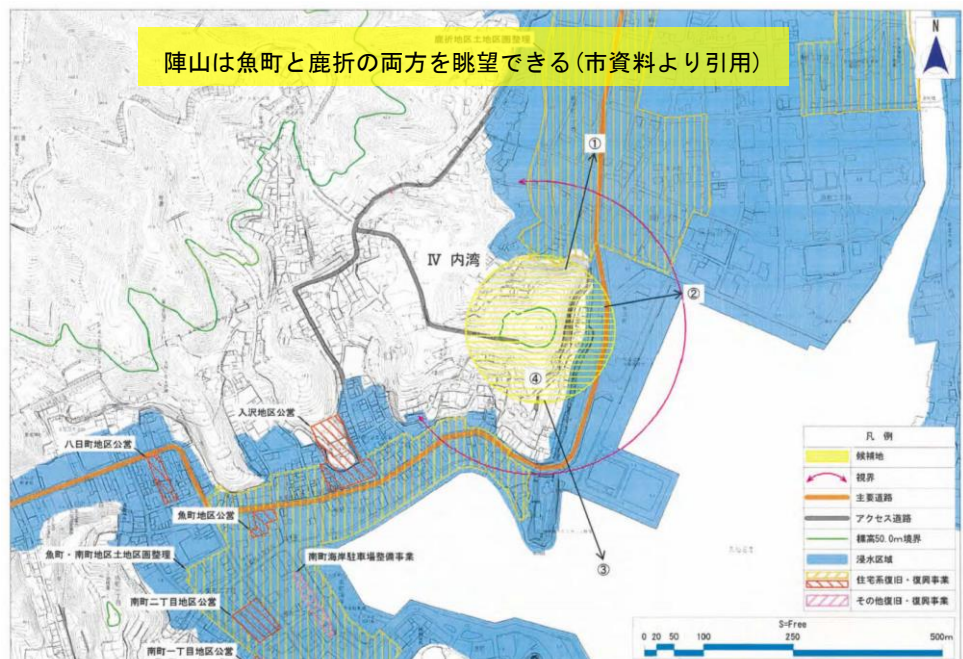 鹿折地区土地区画整理
陣山は魚町と鹿折の両方を眺望できる(市資料より引用)
N
①
②
Ⅳ 内湾
④
入沢地区公営
八日町地区公営
魚町地区公営
魚町・南町地区土地区画整理
南町海岸駐車場整備事業
南町二丁目地区公営
南町一丁目地区公営
③
凡 例
候補地
視界
主要道路
アクセス道路
標高50.0m境界
浸水区域
住宅系復旧・復興事業
その他復旧・復興事業
S=Free
0 20 50 100 250 500m